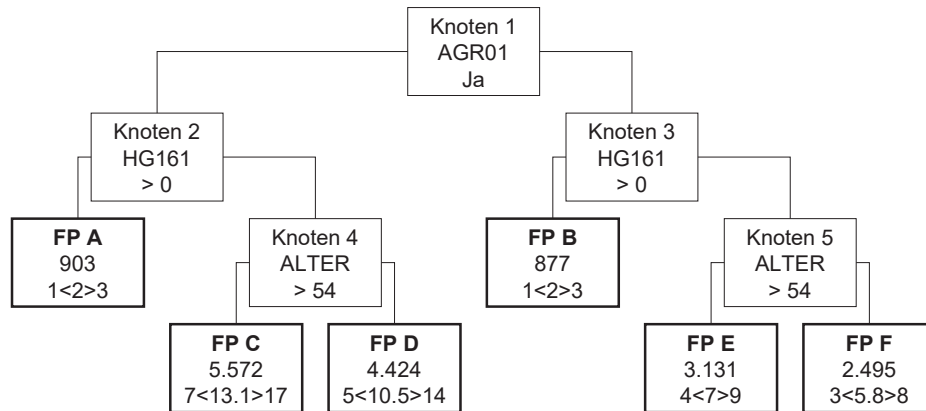 Knoten 1
AGR01
Ja
Knoten 2
HG161
> 0
Knoten 3
HG161
> 0
FP A
903
1<2>3
Knoten 4
ALTER
> 54
FP B
877
1<2>3
Knoten 5
ALTER
> 54
FP C
5.572
7<13.1>17
FP D
4.424
5<10.5>14
FP E
3.131
4<7>9
FP F
2.495
3<5.8>8